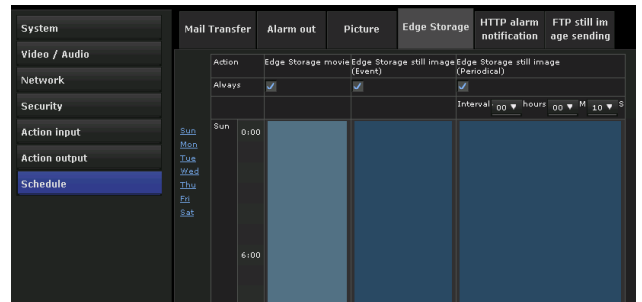 System
Video / Audio
Network
Security
Action input
Action output
Schedule
Mail Transfer
Alarm out
Picture
Edge Storage
HTTP alarm
notification
FTP still im
age sending
Action
Edge Storage movie
Edge Storage still image
(Event)
Edge Storage still image
(Periodical)
Always
Interval 00 ▼ hours 00 ▼ M 10 ▼ S
Sun
Mon
Tue
Wed
Thu
Fri
Sat
Sun
0:00
6:00